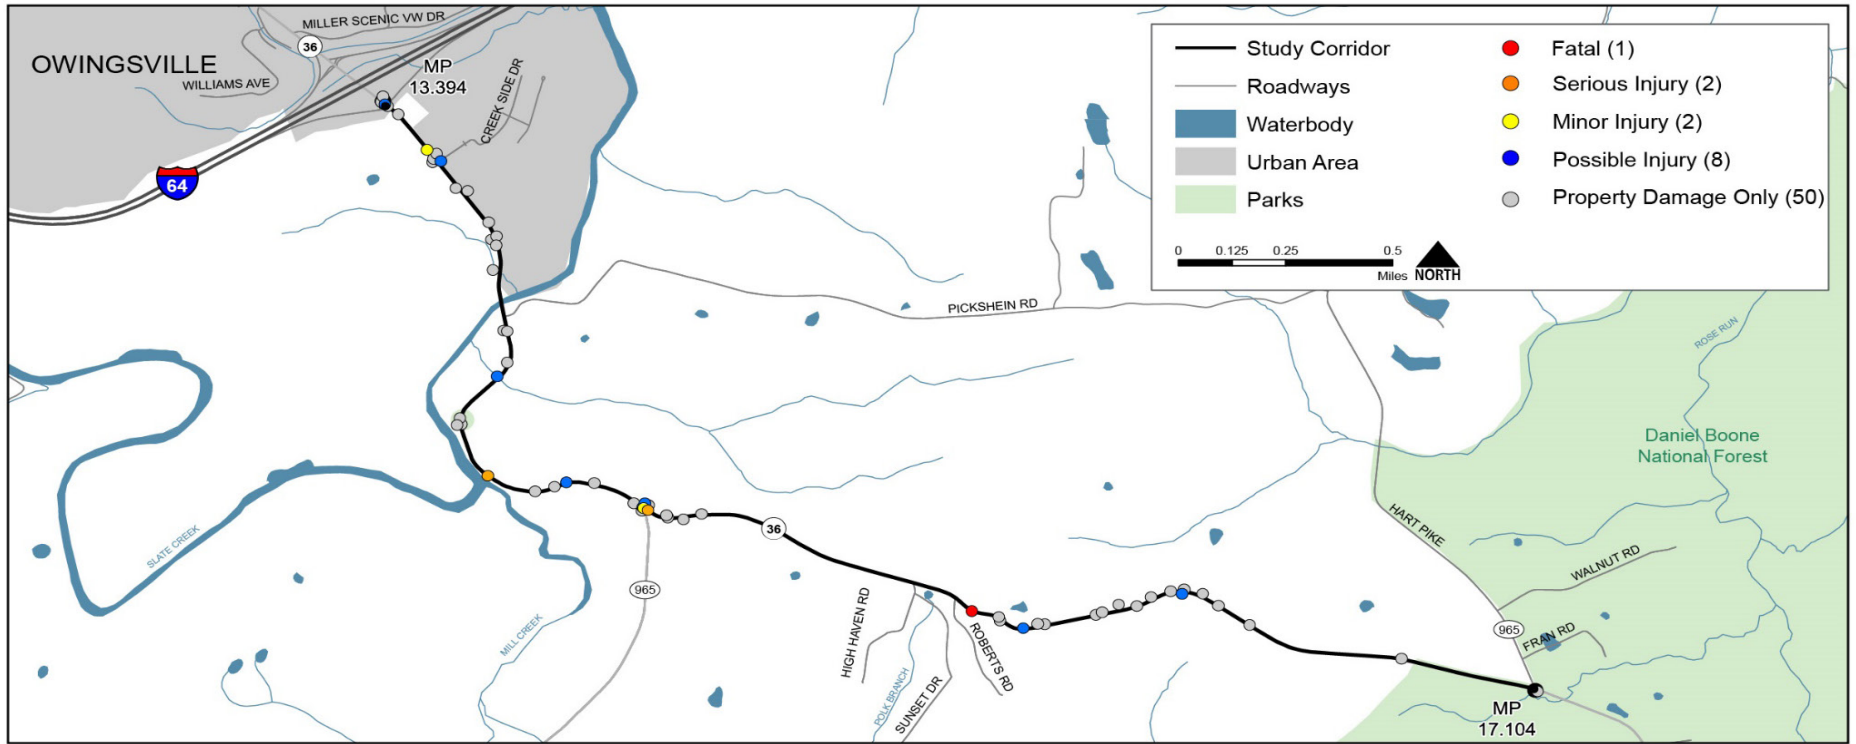 MILLER SCENIC VW DR
36
OWINGSVILLE
WILLIAMS AVE
MP
13.394
CREEK SIDE DR
64
Study Corridor
Roadways
Waterbody
Urban Area
Parks
Fatal (1)
Serious Injury (2)
Minor Injury (2)
Possible Injury (8)
Property Damage Only (50)
0 0.125 0.25 0.5
Miles NORTH
PICKSHEIN RD
ROSE RUN
Daniel Boone
National Forest
SLATE CREEK
36
HART PIKE
WALNUT RD
965
MILL CREEK
HIGH HAVEN RD
POLK BRANCH
SUNSET DR
ROBERTS RD
965
FRAN RD
MP
17.104